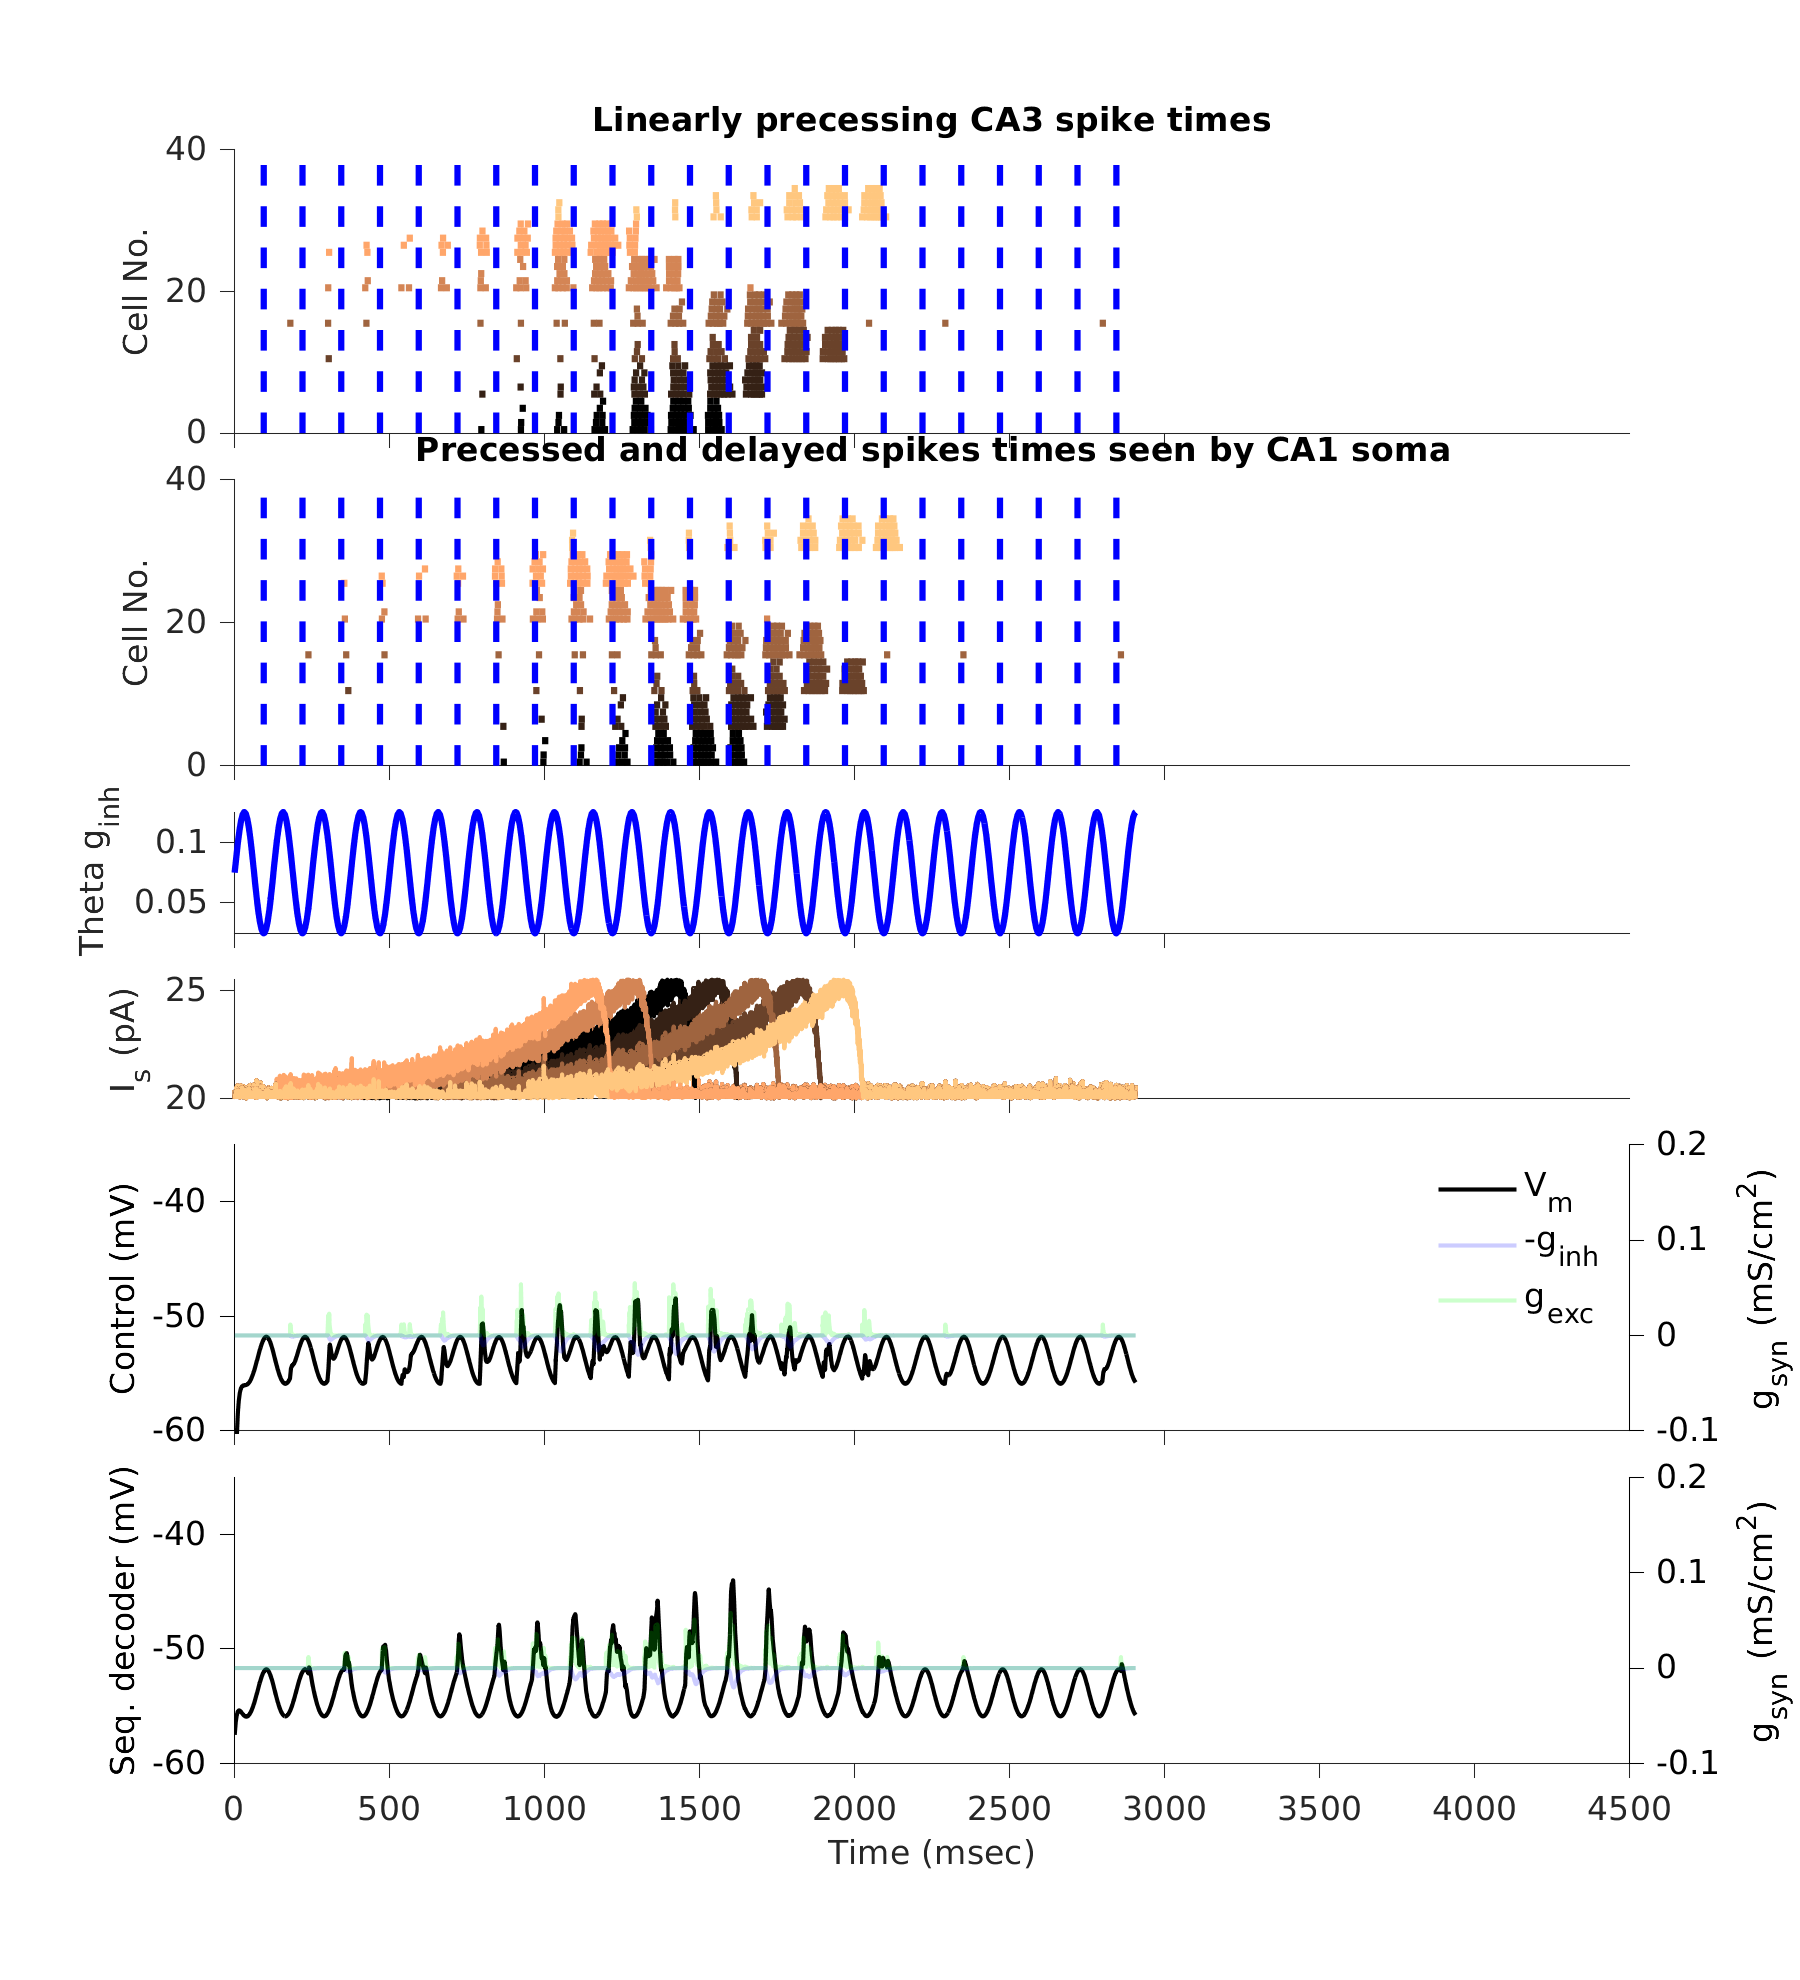 Linearly precessing CA3 spike times
40
20
0
Cell No.
Precessed and delayed spikes times seen by CA1 soma
40
20
0
Cell No.
0.1
0.05
Theta g_inh
25
20
I_s (pA)
-40
-50
-60
Control (mV)
V_m
-g_inh
g_exc
0.2
0.1
0
-0.1
g_syn (mS/cm^2)
-40
-50
-60
Seq. decoder (mV)
0.2
0.1
0
-0.1
g_syn (mS/cm^2)
0 500 1000 1500 2000 2500 3000 3500 4000 4500
Time (msec)